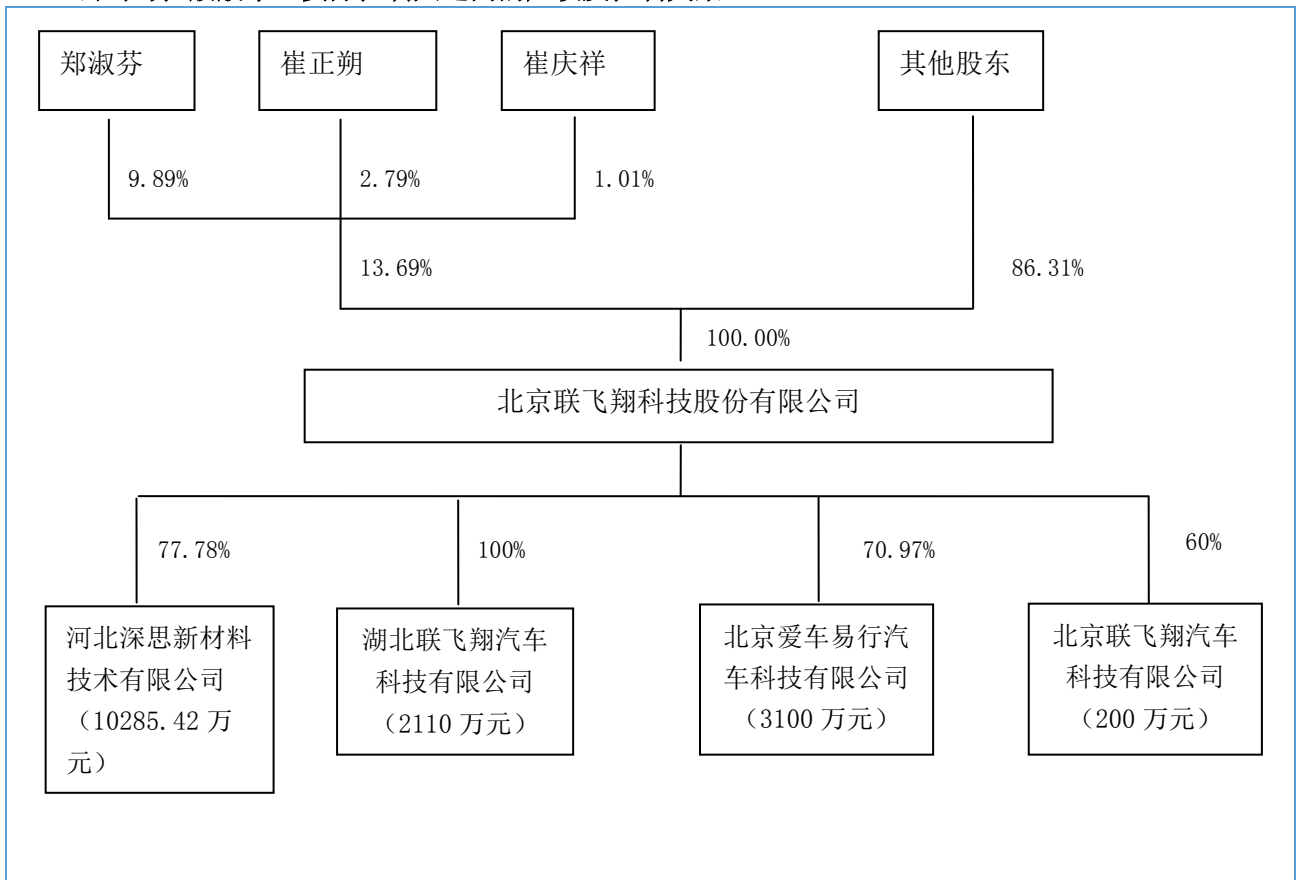 郑淑芬
崔正朔
崔庆祥
其他股东
9.89%
2.79%
1.01%
13.69%
86.31%
100.00%
北京联飞翔科技股份有限公司
77.78%
100%
70.97%
60%
河北深思新材料
技术有限公司
（10285.42 万
元）
湖北联飞翔汽车
科技有限公司
（2110 万元）
北京爱车易行汽
车科技有限公司
（3100 万元）
北京联飞翔汽车
科技有限公司
（200 万元）